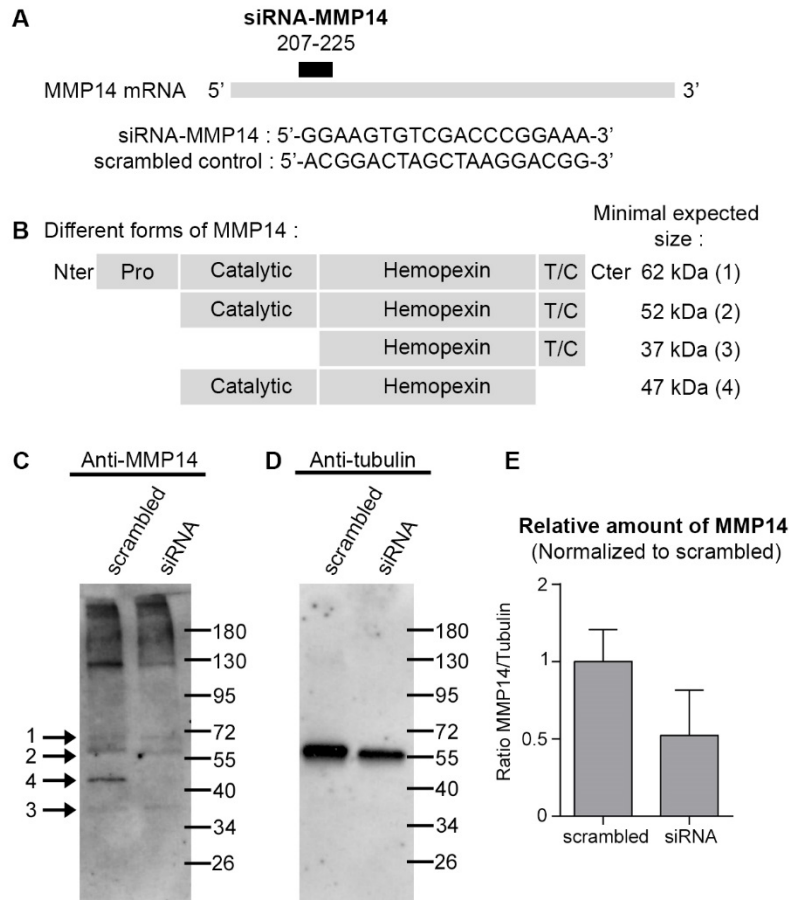 A
siRNA-MMP14
207-225
MMP14 mRNA 5’ 3’
siRNA-MMP14 : 5’-GGAAGTGTCGACCCGGAAA-3’
scrambled control : 5’-ACGGACTAGCTAAGGACGG-3’
B Different forms of MMP14 :
Minimal expected
size :
Nter Pro Catalytic Hemopexin T/C Cter 62 kDa (1)
Catalytic Hemopexin T/C 52 kDa (2)
Hemopexin T/C 37 kDa (3)
Catalytic Hemopexin 47 kDa (4)
C
Anti-MMP14
scrambled
siRNA
180
130
95
72
55
40
34
26
1
2
4
3
D
Anti-tubulin
scrambled
siRNA
180
130
95
72
55
40
34
26
E
Relative amount of MMP14
(Normalized to scrambled)
Ratio MMP14/Tubulin
2
1
0.5
0
scrambled siRNA